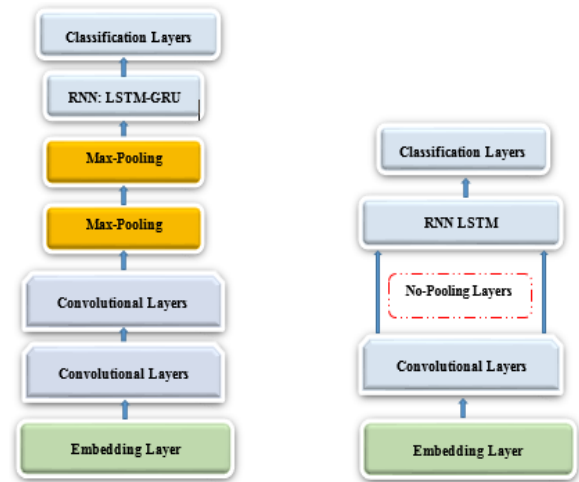 Classification Layers
RNN: LSTM-GRU
Max-Pooling
Max-Pooling
Convolutional Layers
Convolutional Layers
Embedding Layer
Classification Layers
RNN LSTM
No-Pooling Layers
Convolutional Layers
Embedding Layer